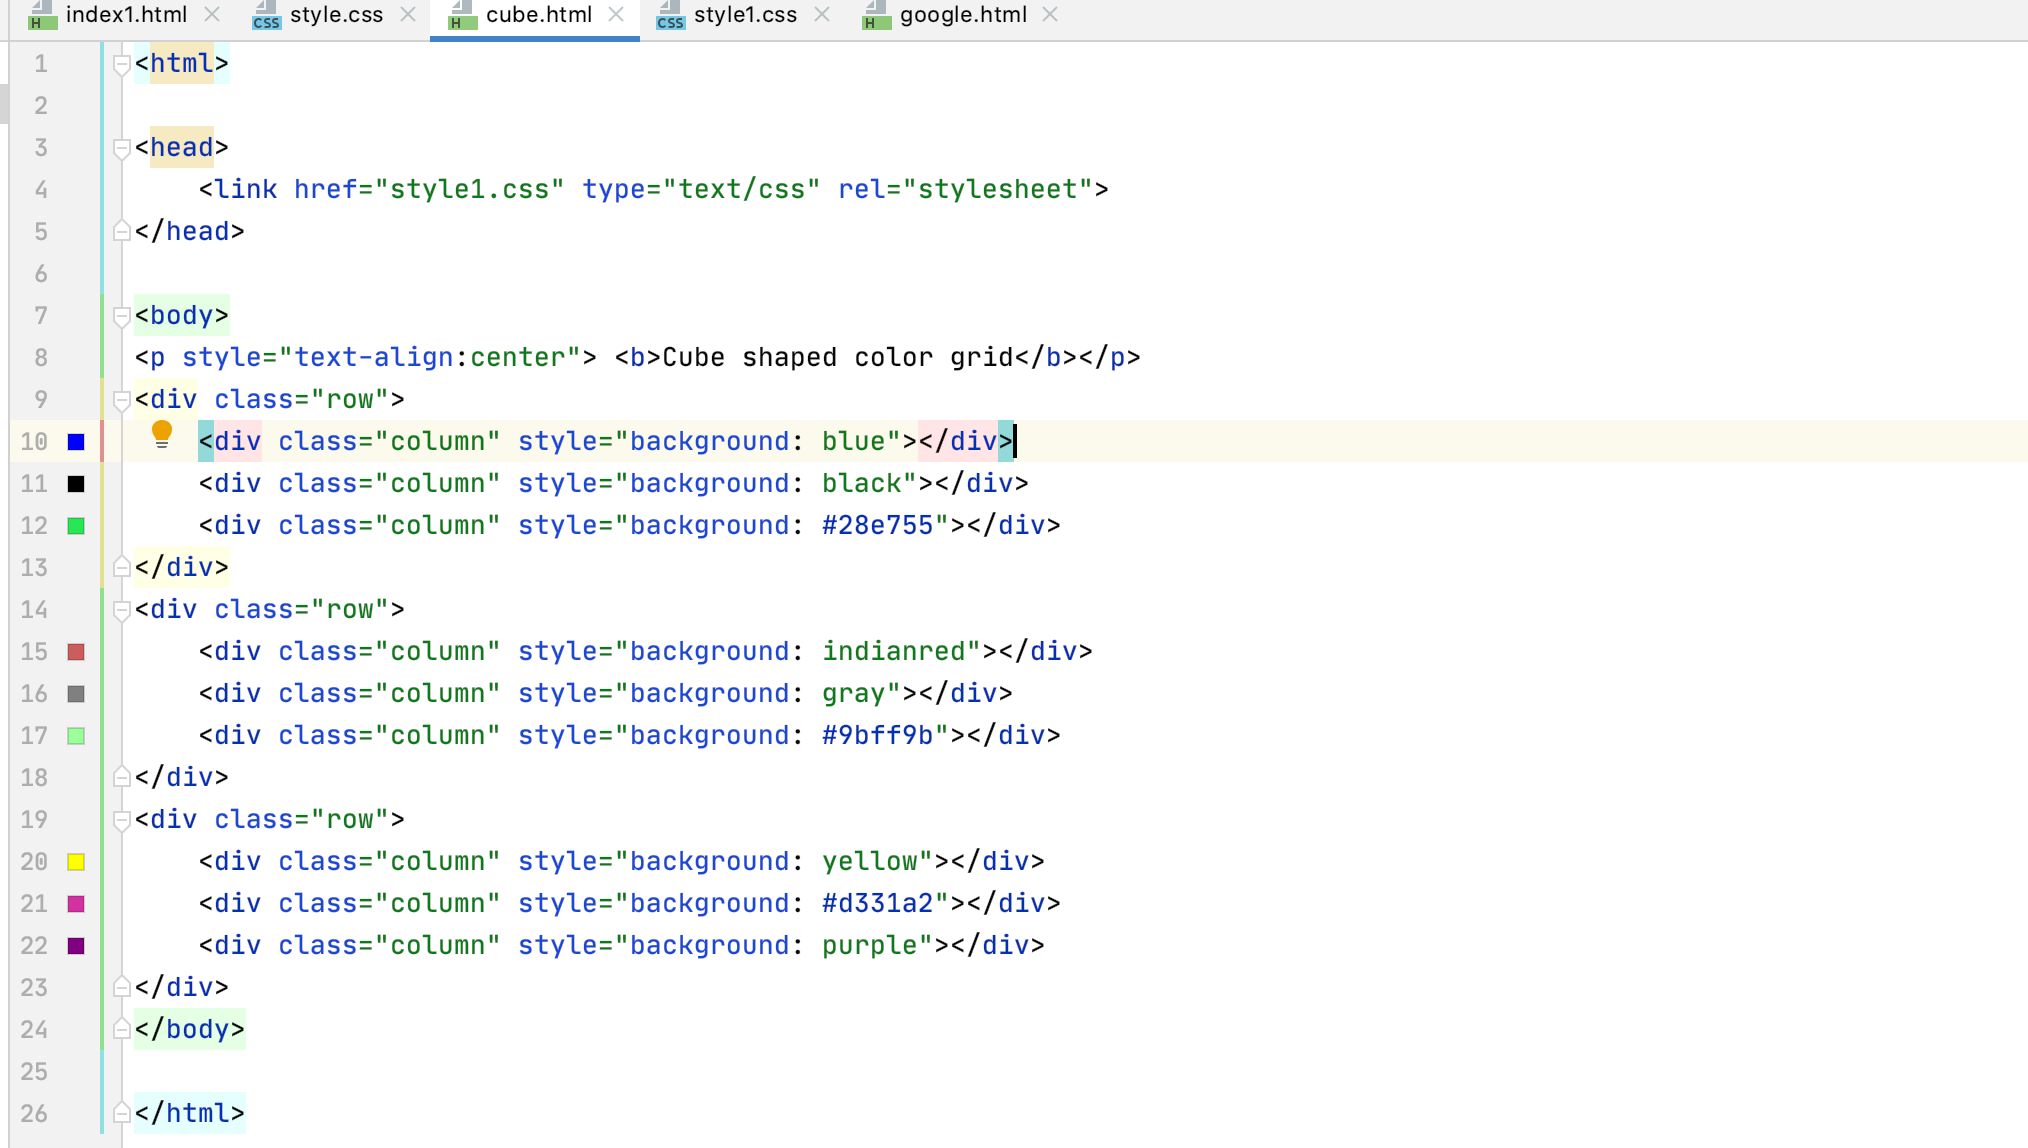 index1.html style.css cube.html style1.css google.html
1 <html>
2
3 <head>
4     <link href="style1.css" type="text/css" rel="stylesheet">
5 </head>
6
7 <body>
8 <p style="text-align:center"> <b>Cube shaped color grid</b></p>
9 <div class="row">
10     <div class="column" style="background: blue"></div>
11     <div class="column" style="background: black"></div>
12     <div class="column" style="background: #28e755"></div>
13 </div>
14 <div class="row">
15     <div class="column" style="background: indianred"></div>
16     <div class="column" style="background: gray"></div>
17     <div class="column" style="background: #9bff9b"></div>
18 </div>
19 <div class="row">
20     <div class="column" style="background: yellow"></div>
21     <div class="column" style="background: #d331a2"></div>
22     <div class="column" style="background: purple"></div>
23 </div>
24 </body>
25
26 </html>